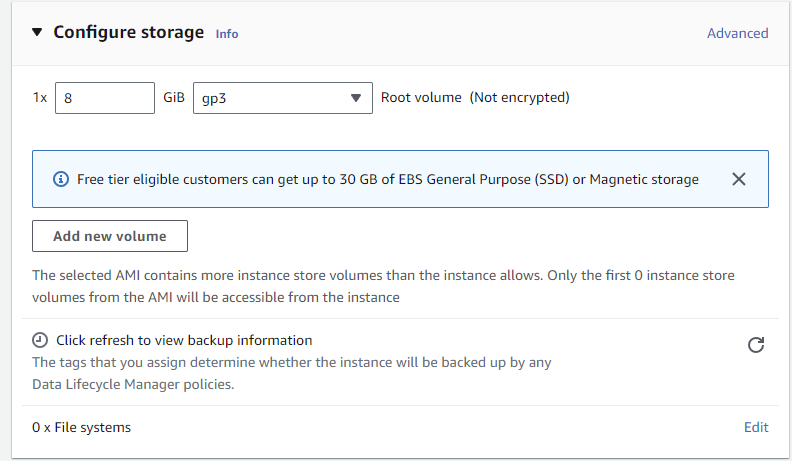 Configure storage Info Advanced
1x 8 GiB gp3 Root volume (Not encrypted)
Free tier eligible customers can get up to 30 GB of EBS General Purpose (SSD) or Magnetic storage
Add new volume
The selected AMI contains more instance store volumes than the instance allows. Only the first 0 instance store
volumes from the AMI will be accessible from the instance
Click refresh to view backup information
The tags that you assign determine whether the instance will be backed up by any
Data Lifecycle Manager policies.
0 x File systems Edit